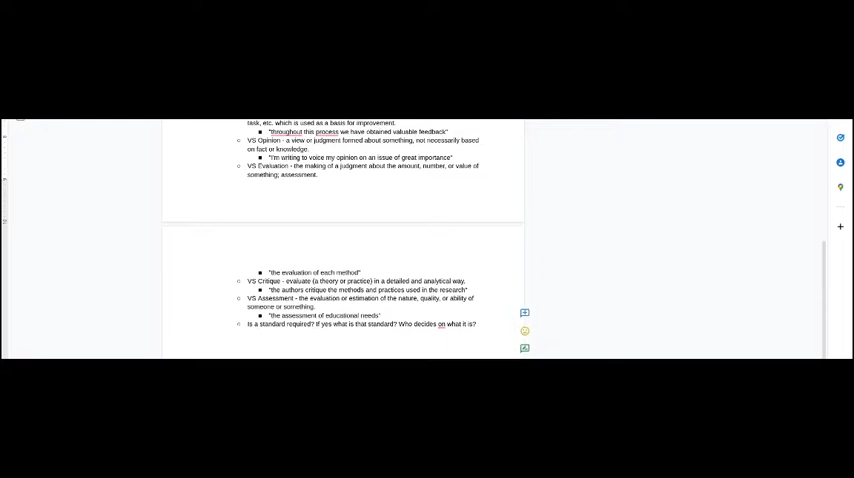 task, etc. which is used as a basis for improvement.
"throughout this process we have obtained valuable feedback"
VS Opinion - a view or judgment formed about something, not necessarily based
on fact or knowledge.
"I'm writing to voice my opinion on an issue of great importance"
VS Evaluation - the making of a judgment about the amount, number, or value of
something; assessment.
"the evaluation of each method"
VS Critique - evaluate (a theory or practice) in a detailed and analytical way.
"the authors critique the methods and practices used in the research"
VS Assessment - the evaluation or estimation of the nature, quality, or ability of
someone or something.
"the assessment of educational needs"
Is a standard required? If yes what is that standard? Who decides on what it is?